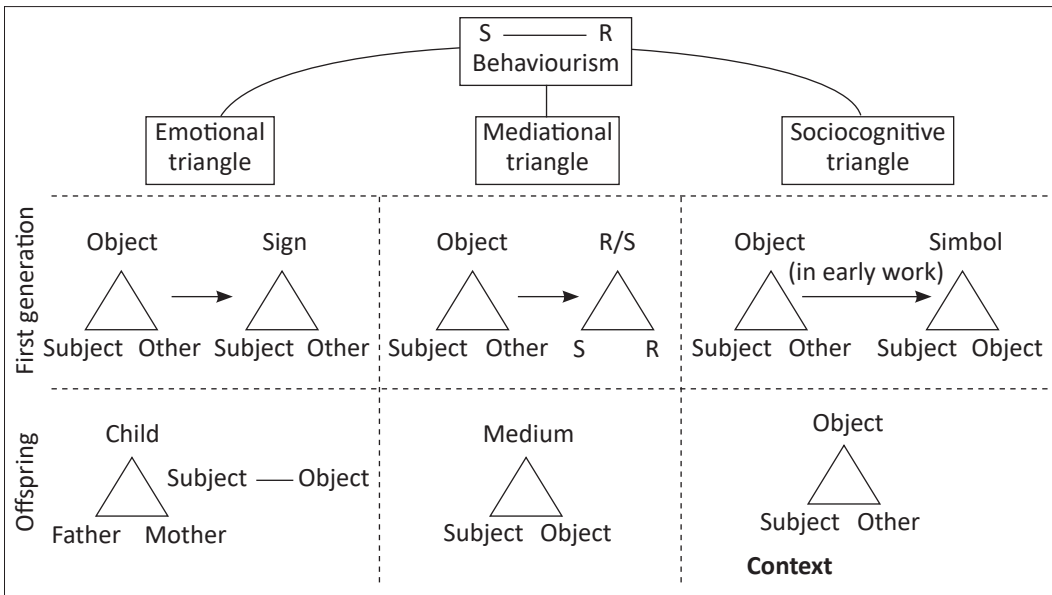 S R
Behaviourism
Emotional
triangle
Mediational
triangle
Sociocognitive
triangle
First generation
Object Sign
Subject Other Subject Other
Object R/S
Subject Other S R
Object Simbol
(in early work)
Subject Other Subject Object
Offspring
Child
Subject Object
Father Mother
Medium
Subject Object
Object
Subject Other
Context